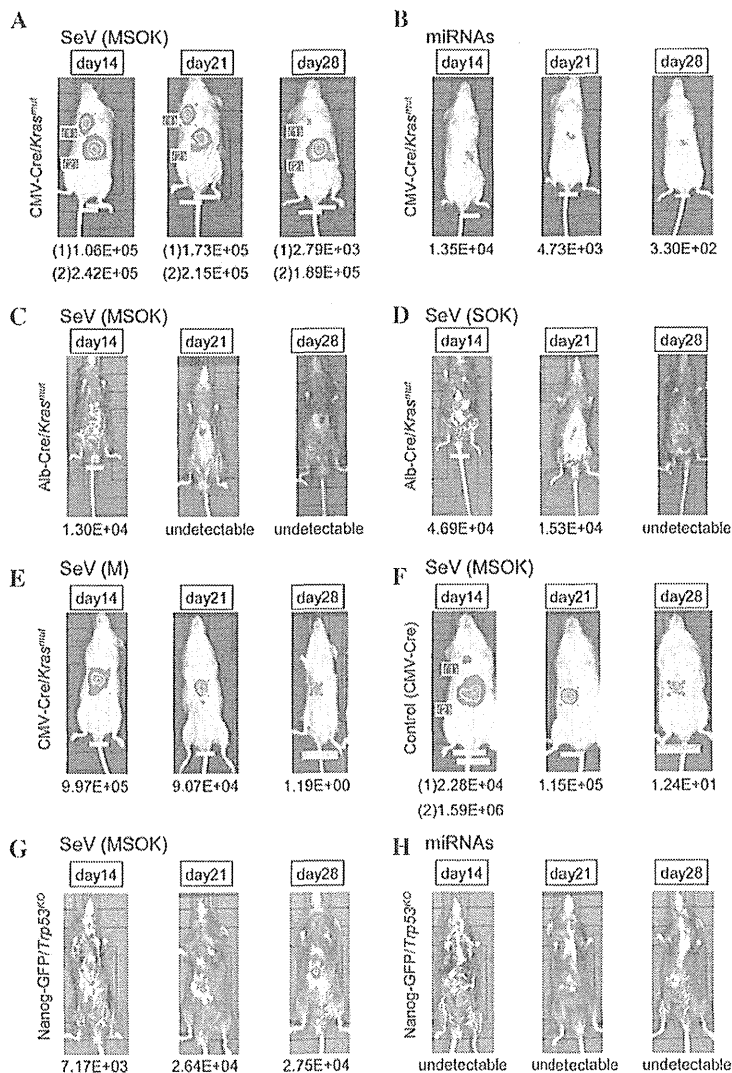 A SeV (MSOK)
day14 day21 day28
CMV-Cre/Kras^mut
(1)1.06E+05 (1)1.73E+05 (1)2.79E+03
(2)2.42E+05 (2)2.15E+05 (2)1.89E+05
B miRNAs
day14 day21 day28
CMV-Cre/Kras^mut
1.35E+04 4.73E+03 3.30E+02
C SeV (MSOK)
day14 day21 day28
Alb-Cre/Kras^mut
1.30E+04 undetectable undetectable
D SeV (SOK)
day14 day21 day28
Alb-Cre/Kras^mut
4.69E+04 1.53E+04 undetectable
E SeV (M)
day14 day21 day28
CMV-Cre/Kras^mut
9.97E+05 9.07E+04 1.19E+00
F SeV (MSOK)
day14 day21 day28
Control (CMV-Cre)
(1)2.28E+04 1.15E+05 1.24E+01
(2)1.59E+06
G SeV (MSOK)
day14 day21 day28
Nanog-GFP/Trp53^KO
7.17E+03 2.64E+04 2.75E+04
H miRNAs
day14 day21 day28
Nanog-GFP/Trp53^KO
undetectable undetectable undetectable